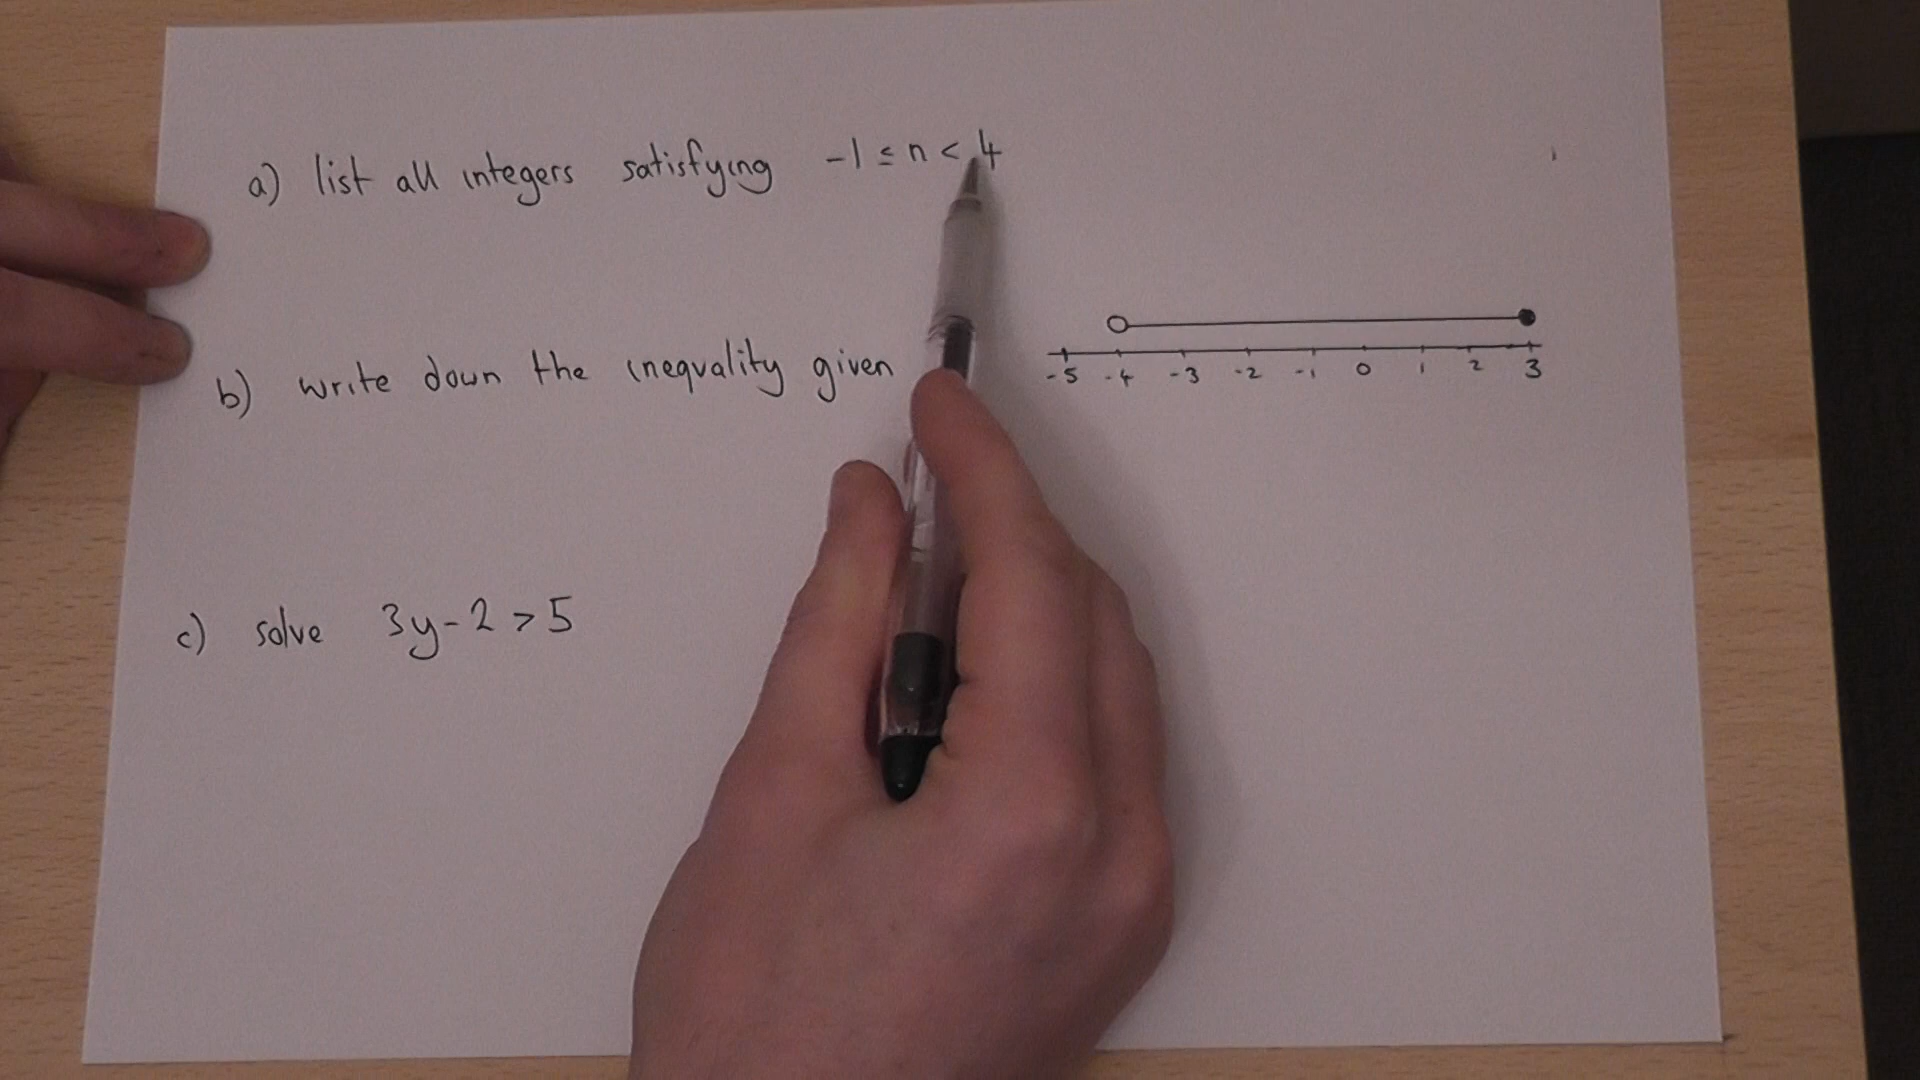 a) list all integers satisfying -1 ≤ n < 4
b) write down the inequality given
-5 -4 -3 -2 -1 0 1 2 3
c) solve 3y-2 > 5